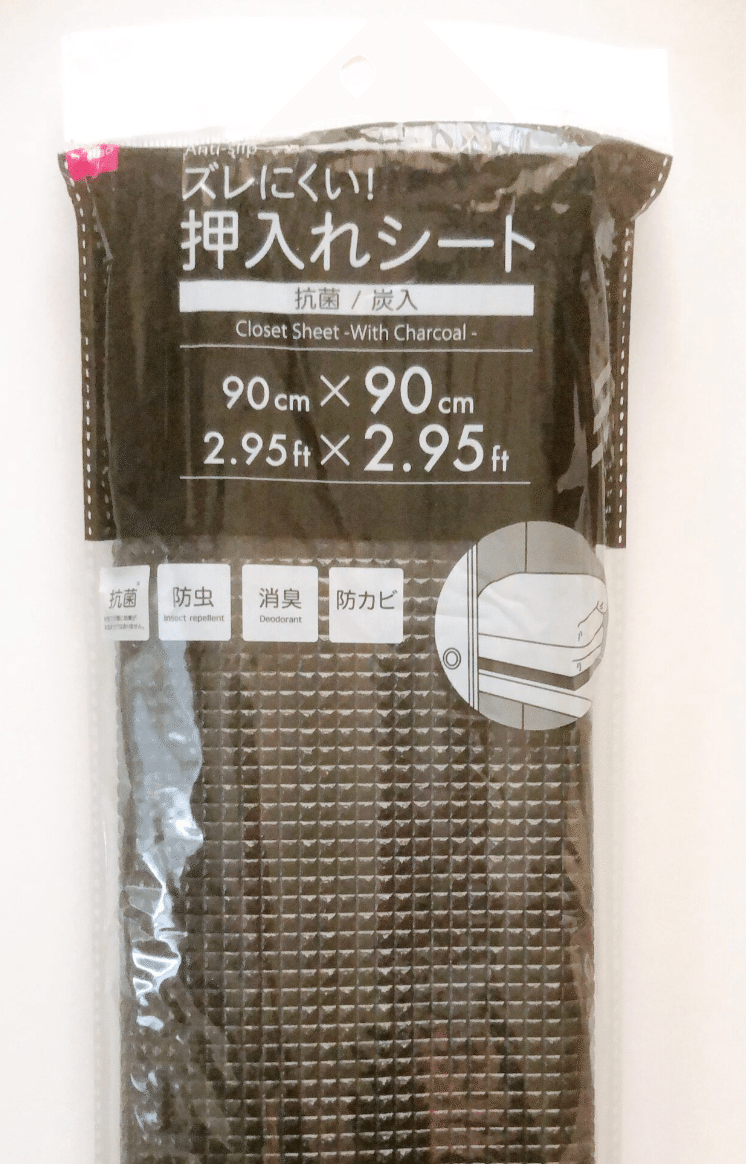 Anti-slip
ズレにくい!
押入れシート
抗菌 / 炭入
Closet Sheet -With Charcoal -
90cm×90cm
2.95ft×2.95ft
抗菌
防虫
Insect repellent
消臭
Deodorant
防カビ